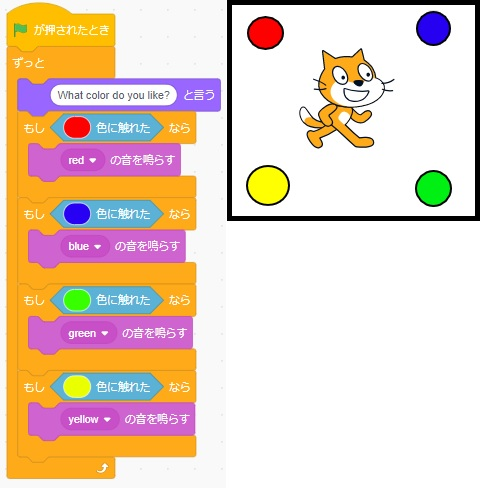 が押されたとき
ずっと
What color do you like? と言う
もし 色に触れた なら
red の音を鳴らす
もし 色に触れた なら
blue の音を鳴らす
もし 色に触れた なら
green の音を鳴らす
もし 色に触れた なら
yellow の音を鳴らす